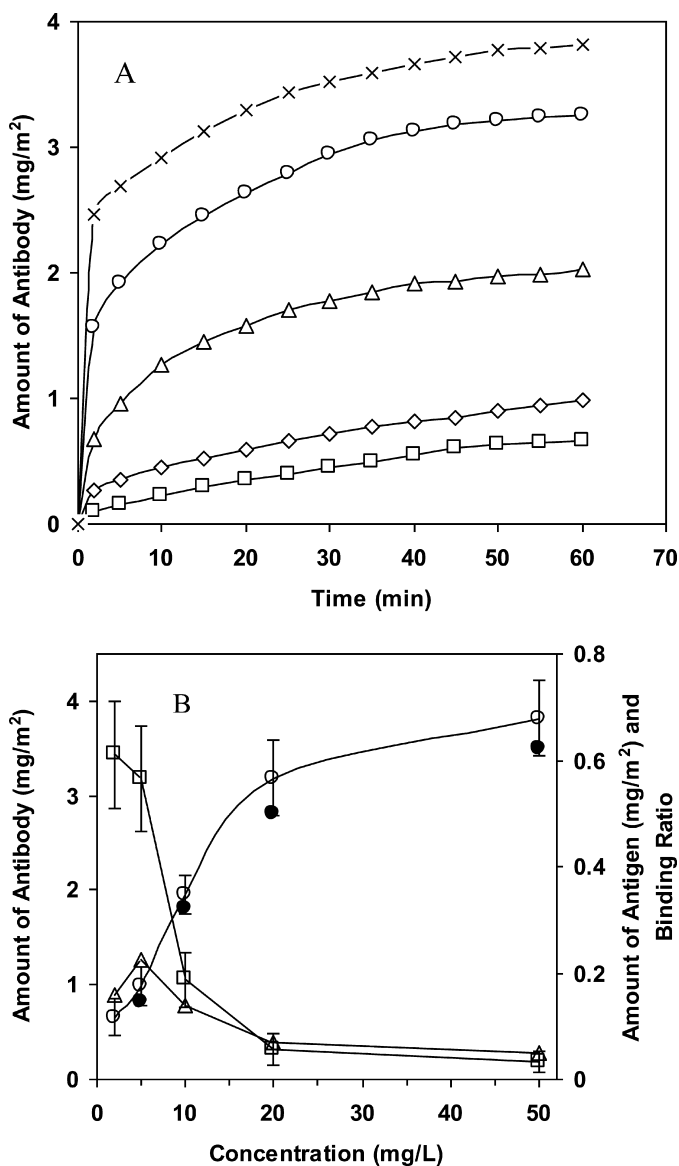 A
Amount of Antibody (mg/m²)
4
3
2
1
0
0 10 20 30 40 50 60 70
Time (min)
B
Amount of Antibody (mg/m²)
4
3
2
1
0
0.8
0.6
0.4
0.2
0
Amount of Antigen (mg/m²) and
Binding Ratio
0 10 20 30 40 50
Concentration (mg/L)